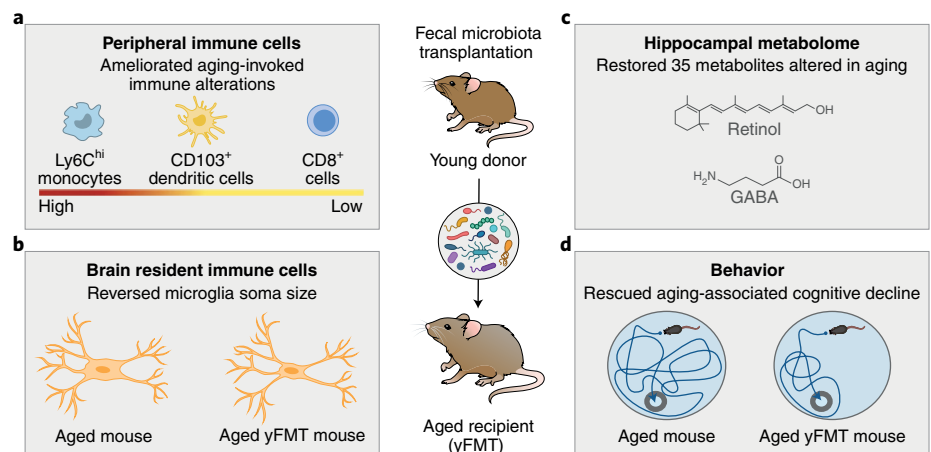 a
Peripheral immune cells
Ameliorated aging-invoked
immune alterations
Ly6Chi
monocytes
CD103+
dendritic cells
CD8+
cells
High
Low
b
Brain resident immune cells
Reversed microglia soma size
Aged mouse
Aged yFMT mouse
Fecal microbiota
transplantation
Young donor
Aged recipient
(yFMT)
c
Hippocampal metabolome
Restored 35 metabolites altered in aging
OH
Retinol
O
H2N
OH
GABA
d
Behavior
Rescued aging-associated cognitive decline
Aged mouse
Aged yFMT mouse